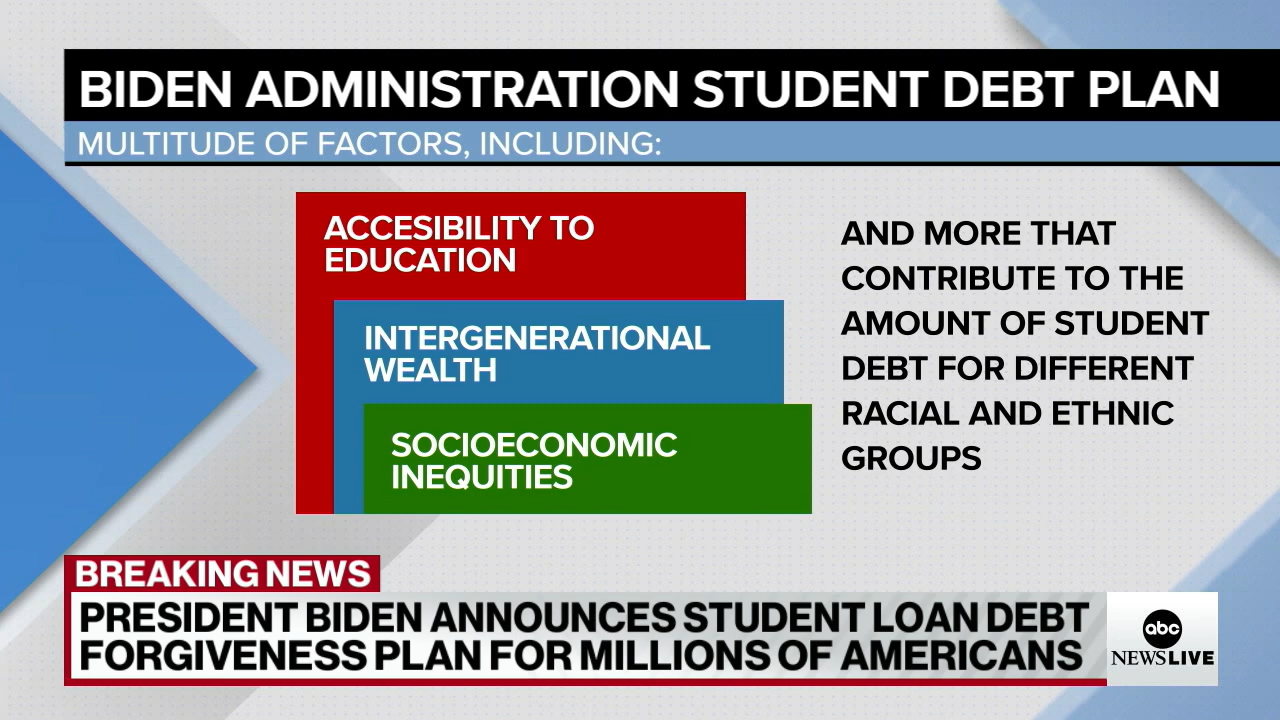 BIDEN ADMINISTRATION STUDENT DEBT PLAN
MULTITUDE OF FACTORS, INCLUDING:
ACCESIBILITY TO
EDUCATION
INTERGENERATIONAL
WEALTH
SOCIOECONOMIC
INEQUITIES
AND MORE THAT
CONTRIBUTE TO THE
AMOUNT OF STUDENT
DEBT FOR DIFFERENT
RACIAL AND ETHNIC
GROUPS
BREAKING NEWS
PRESIDENT BIDEN ANNOUNCES STUDENT LOAN DEBT
FORGIVENESS PLAN FOR MILLIONS OF AMERICANS
abc
NEWS LIVE